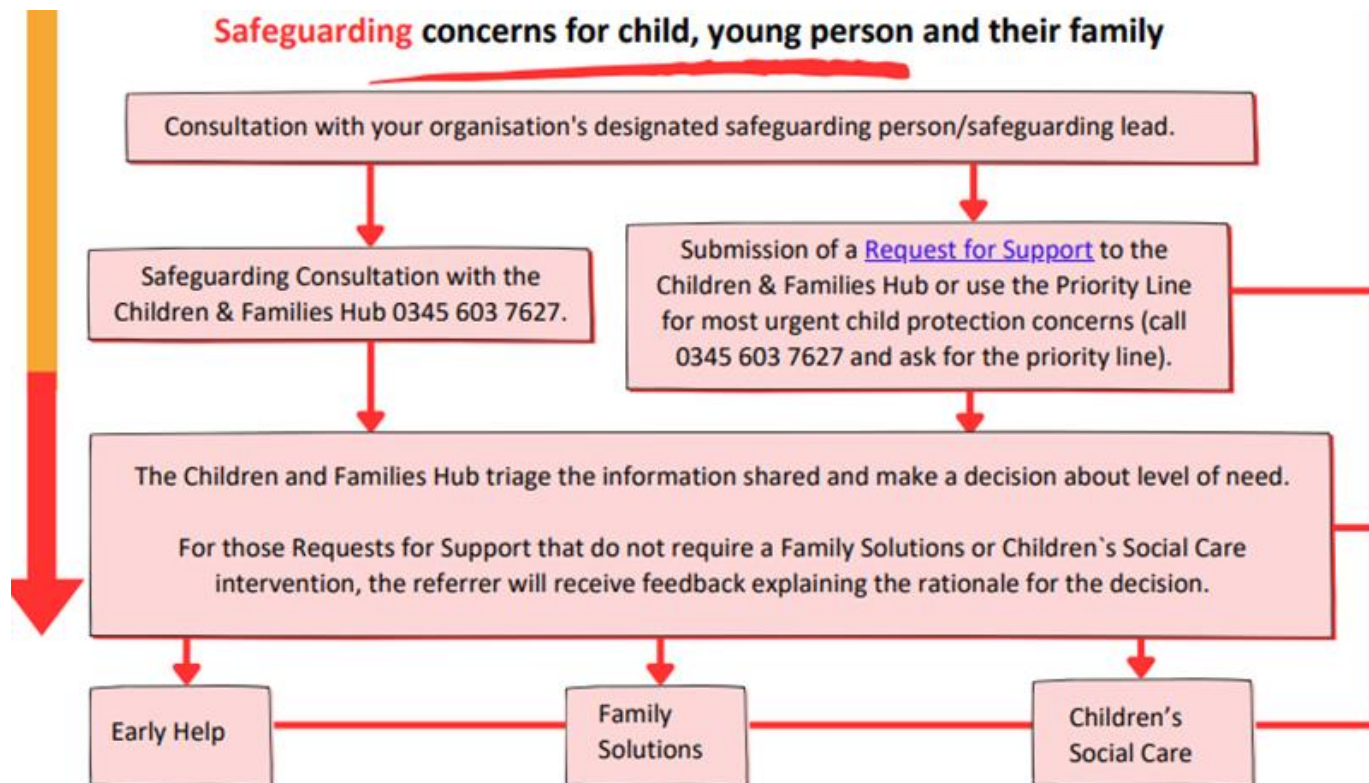 Safeguarding concerns for child, young person and their family
Consultation with your organisation's designated safeguarding person/safeguarding lead.
Safeguarding Consultation with the
Children & Families Hub 0345 603 7627.
Submission of a Request for Support to the
Children & Families Hub or use the Priority Line
for most urgent child protection concerns (call
0345 603 7627 and ask for the priority line).
The Children and Families Hub triage the information shared and make a decision about level of need.
For those Requests for Support that do not require a Family Solutions or Children`s Social Care
intervention, the referrer will receive feedback explaining the rationale for the decision.
Early Help
Family
Solutions
Children’s
Social Care